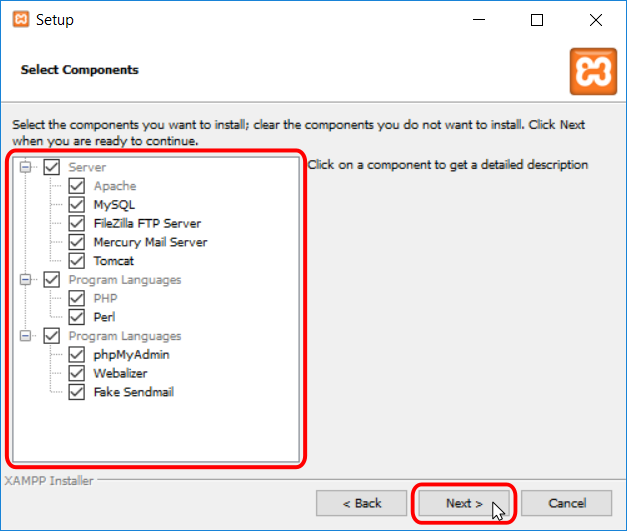 Setup
Select Components
Select the components you want to install; clear the components you do not want to install. Click Next
when you are ready to continue.
Click on a component to get a detailed description
Server
Apache
MySQL
FileZilla FTP Server
Mercury Mail Server
Tomcat
Program Languages
PHP
Perl
Program Languages
phpMyAdmin
Webalizer
Fake Sendmail
XAMPP Installer
< Back
Next >
Cancel